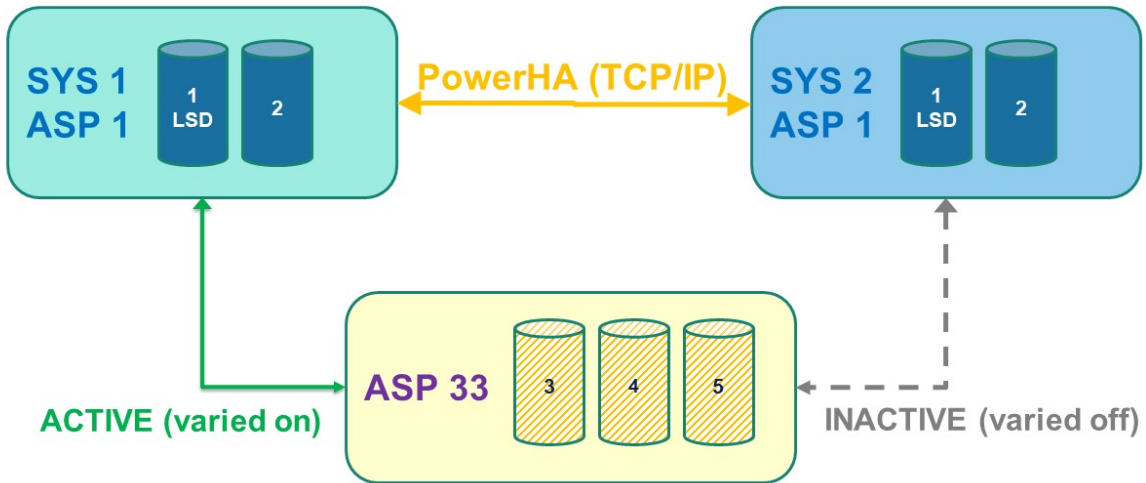 SYS 1
ASP 1
1
LSD
2
PowerHA (TCP/IP)
SYS 2
ASP 1
1
LSD
2
ASP 33
3
4
5
ACTIVE (varied on)
INACTIVE (varied off)